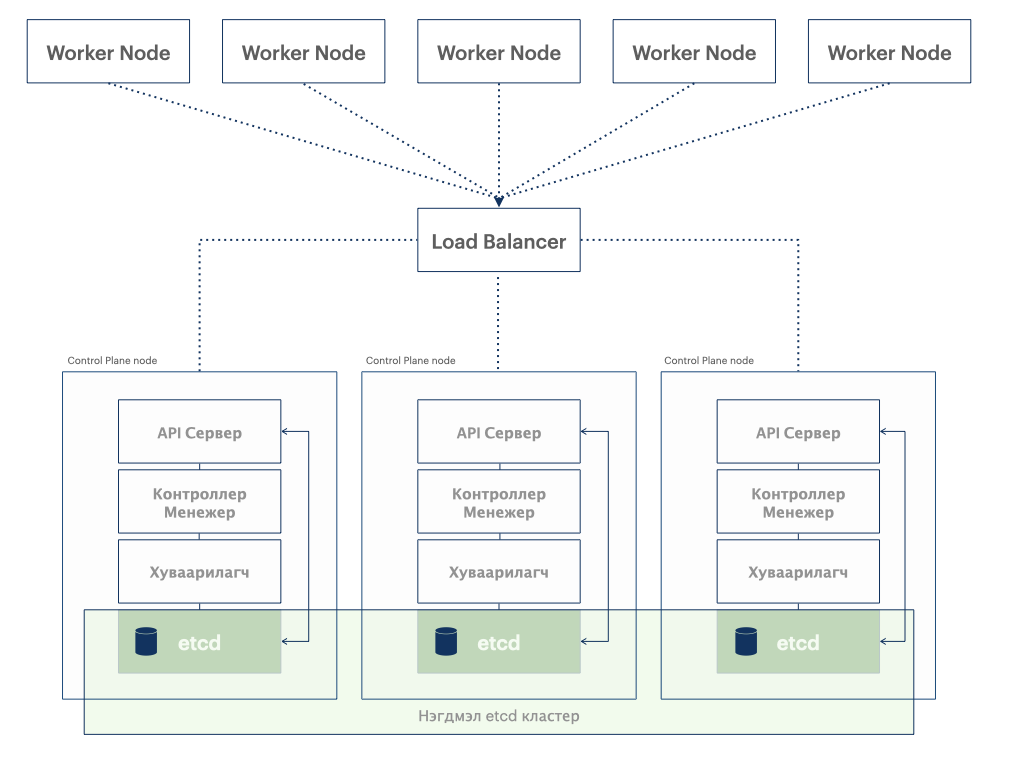 Worker Node
Worker Node
Worker Node
Worker Node
Worker Node
Load Balancer
Control Plane node
Control Plane node
Control Plane node
API Сервер
API Сервер
API Сервер
Контроллер
Менежер
Контроллер
Менежер
Контроллер
Менежер
Хуваарилагч
Хуваарилагч
Хуваарилагч
etcd
etcd
etcd
Нэгдмэл etcd кластер